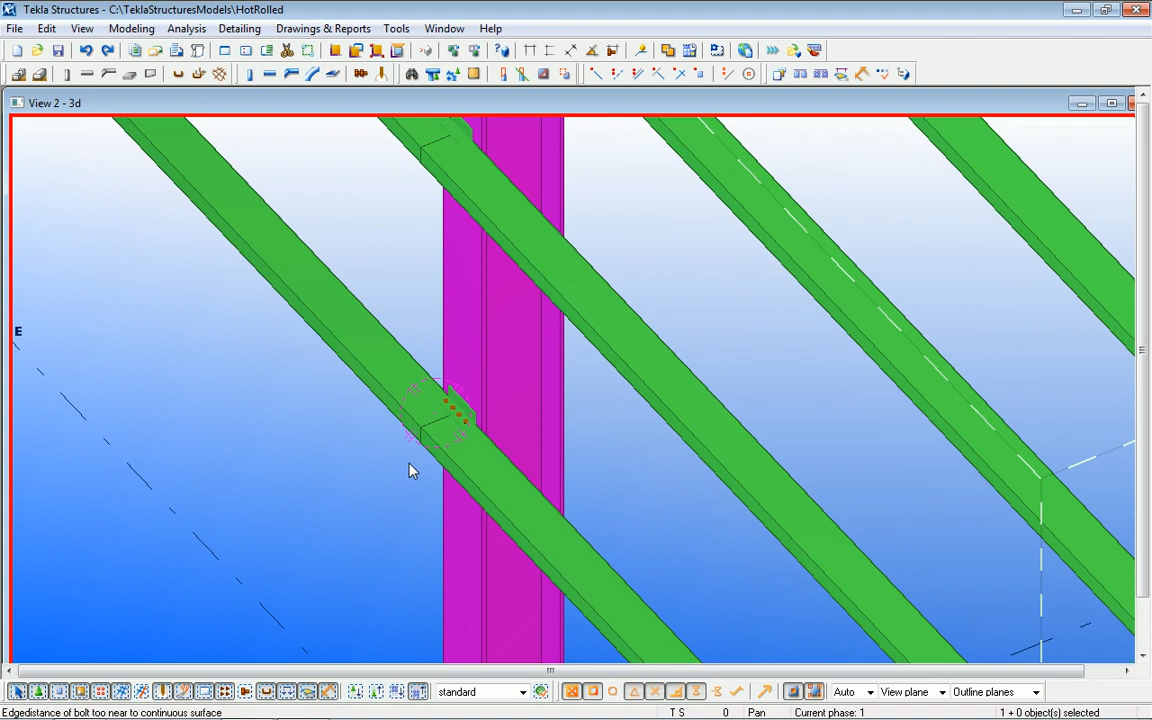 Tekla Structures - C:\TeklaStructuresModels\HotRolled
File Edit View Modeling Analysis Detailing Drawings & Reports Tools Window Help
View 2 - 3d
E
standard Auto View plane Outline planes
Edgedistance of bolt too near to continuous surface T S 0 Pan Current phase: 1 1 + 0 object(s) selected